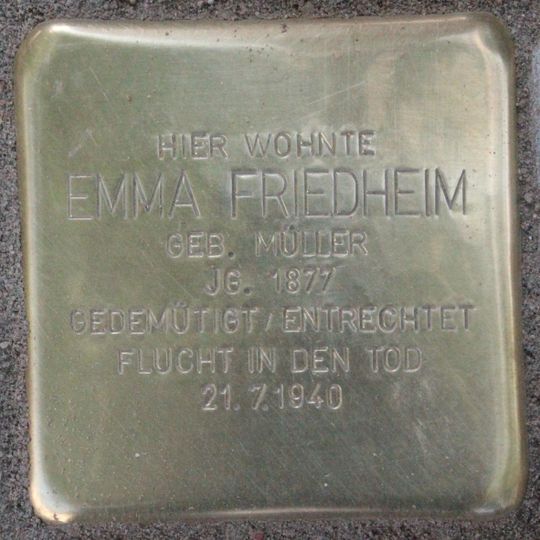 HIER WOHNTE
EMMA FRIEDHEIM
GEB. MÜLLER
JG. 1877
GEDEMÜTIGT / ENTRECHTET
FLUCHT IN DEN TOD
21.7.1940